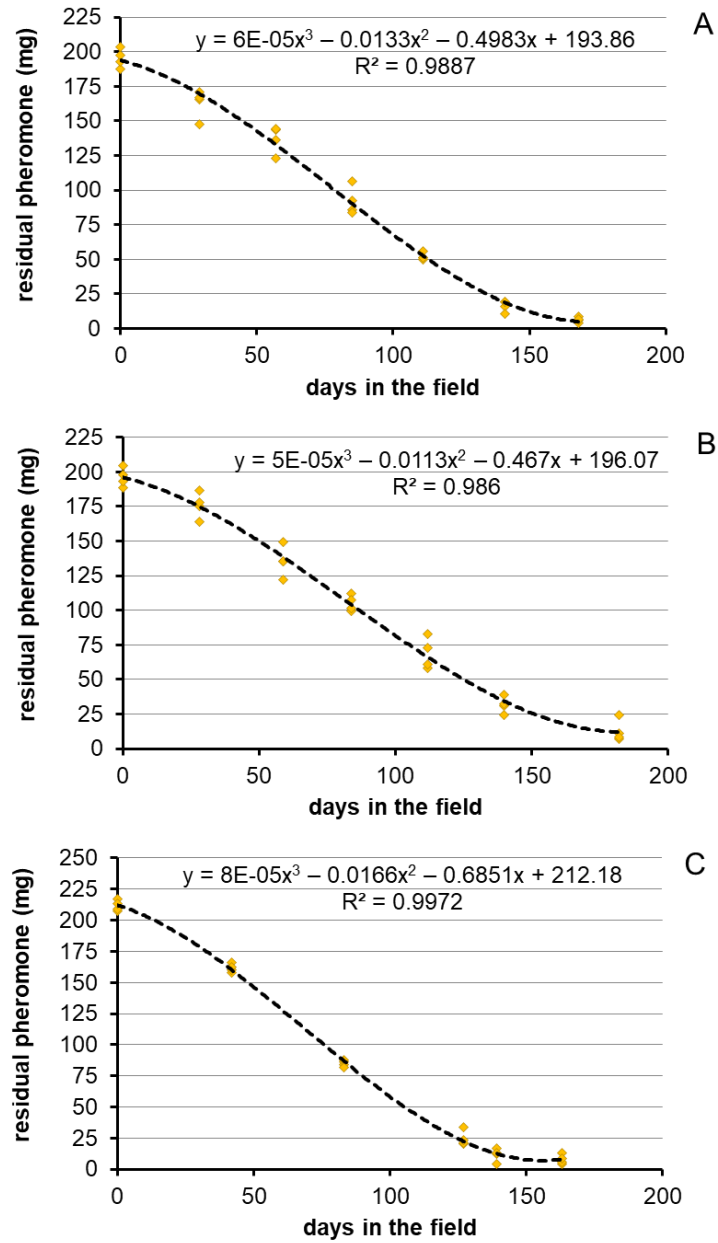 A
y = 6E-05x³ – 0.0133x² – 0.4983x + 193.86
R² = 0.9887
residual pheromone (mg)
225
200
175
150
125
100
75
50
25
0
0 50 100 150 200
days in the field
B
y = 5E-05x³ – 0.0113x² – 0.467x + 196.07
R² = 0.986
residual pheromone (mg)
225
200
175
150
125
100
75
50
25
0
0 50 100 150 200
days in the field
C
y = 8E-05x³ – 0.0166x² – 0.6851x + 212.18
R² = 0.9972
residual pheromone (mg)
250
225
200
175
150
125
100
75
50
25
0
0 50 100 150 200
days in the field